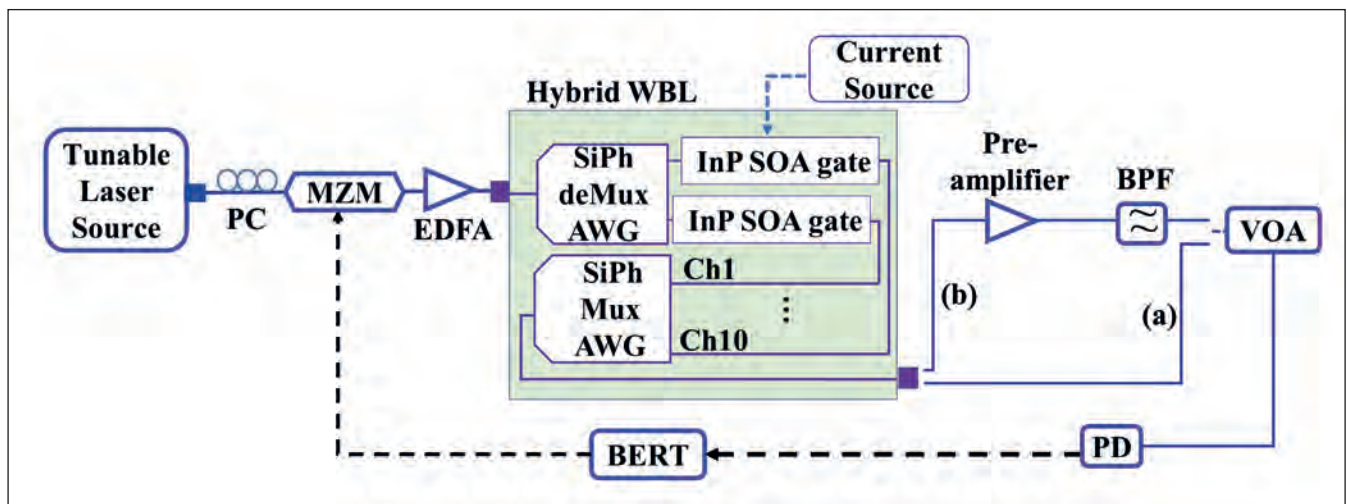 Current
Source
Hybrid WBL
Tunable
Laser
Source
PC
MZM
EDFA
SiPh
deMux
AWG
InP SOA gate
InP SOA gate
SiPh
Mux
AWG
Ch1
Ch10
Pre-
amplifier
BPF
VOA
(b)
(a)
BERT
PD